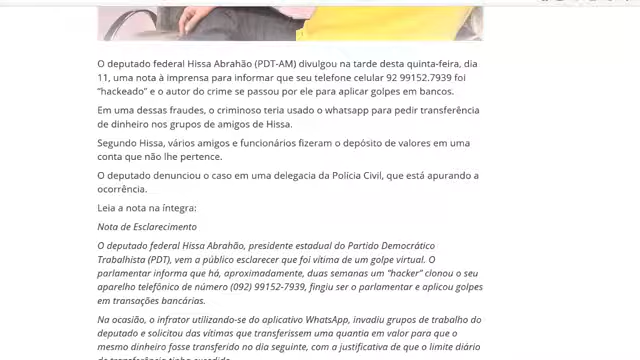 O deputado federal Hissa Abrahão (PDT-AM) divulgou na tarde desta quinta-feira, dia
11, uma nota à imprensa para informar que seu telefone celular 92 99152.7939 foi
“hackeado” e o autor do crime se passou por ele para aplicar golpes em bancos.
Em uma dessas fraudes, o criminoso teria usado o whatsapp para pedir transferência
de dinheiro nos grupos de amigos de Hissa.
Segundo Hissa, vários amigos e funcionários fizeram o depósito de valores em uma
conta que não lhe pertence.
O deputado denunciou o caso em uma delegacia da Policia Civil, que está apurando a
ocorrência.
Leia a nota na íntegra:
Nota de Esclarecimento
O deputado federal Hissa Abrahão, presidente estadual do Partido Democrático
Trabalhista (PDT), vem a público esclarecer que foi vítima de um golpe virtual. O
parlamentar informa que há, aproximadamente, duas semanas um “hacker” clonou o seu
aparelho telefônico de número (092) 99152-7939, fingiu ser o parlamentar e aplicou golpes
em transações bancárias.
Na ocasião, o infrator utilizando-se do aplicativo WhatsApp, invadiu grupos de trabalho do
deputado e solicitou das vítimas que transferissem uma quantia em valor para que o
mesmo dinheiro fosse transferido no dia seguinte, com a justificativa de que o limite diário
de transferência tinha excedido